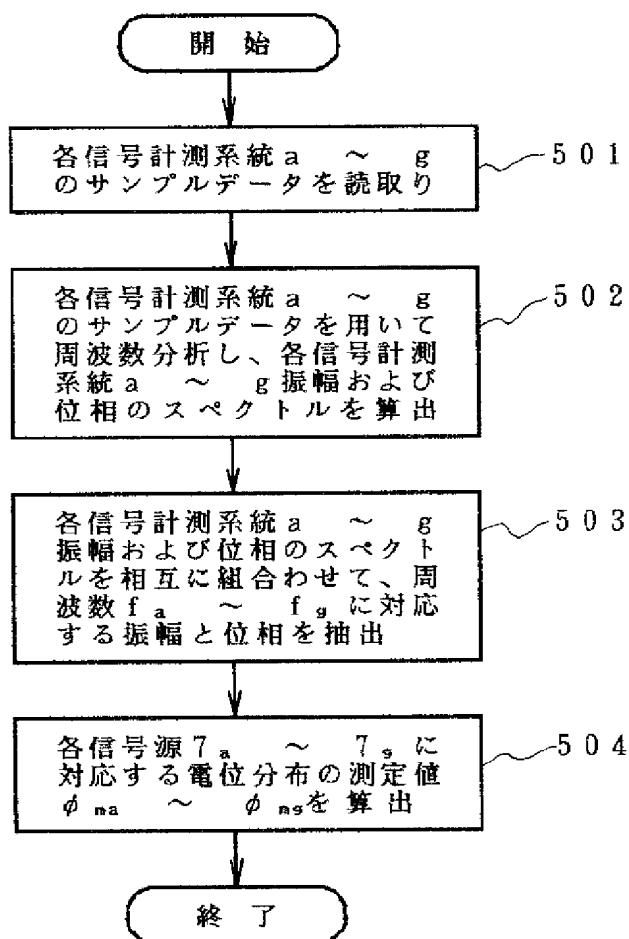 開 始
各信号計測系統a ～ g
のサンプルデータを読取り
501
各信号計測系統a ～ g
のサンプルデータを用いて
周波数分析し、各信号計測
系統a ～ g振幅および
位相のスペクトルを算出
502
各信号計測系統a ～ g
振幅および位相のスペクト
ルを相互に組合わせて、周
波数fa ～ fgに対応
する振幅と位相を抽出
503
各信号源7a ～ 7gに
対応する電位分布の測定値
φma ～ φmgを算出
504
終 了